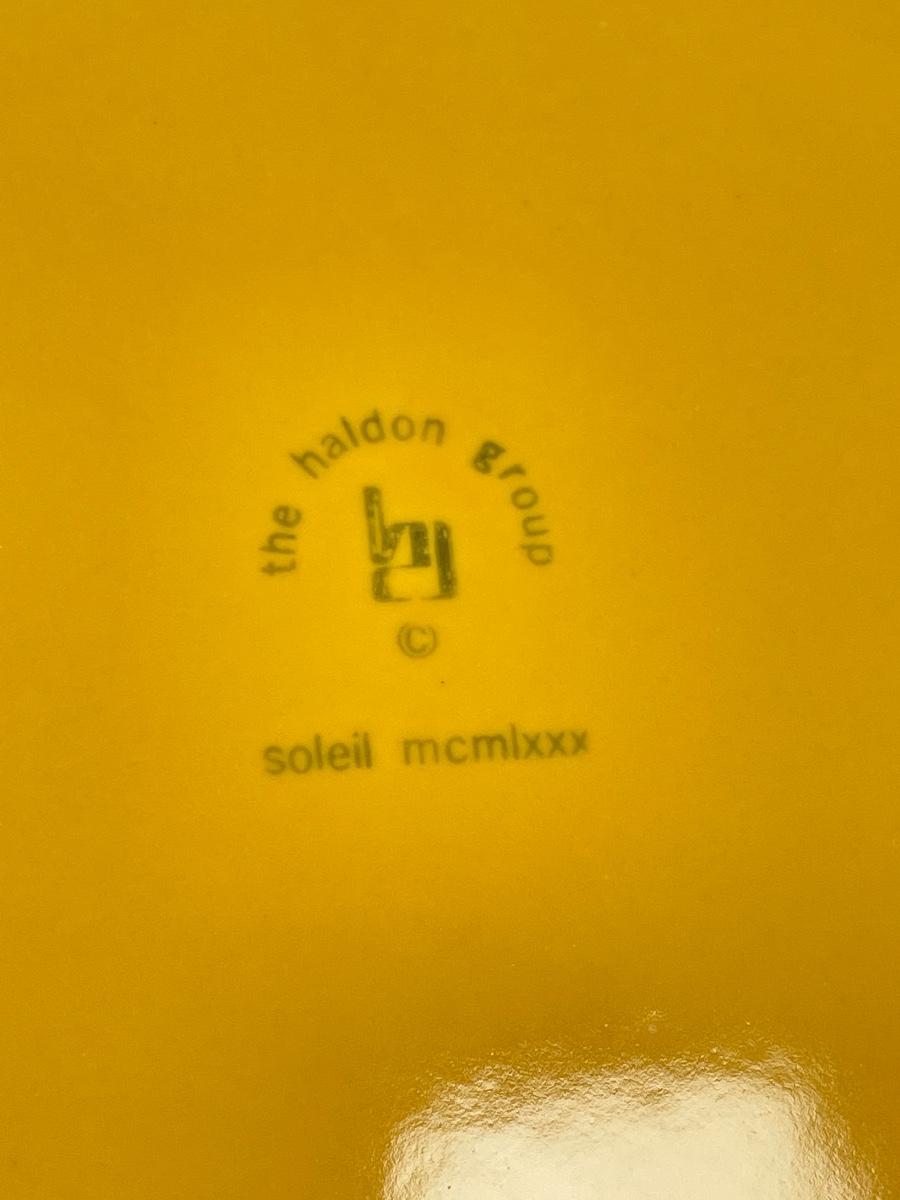 the haldon group
©
soleil mcmlxxx